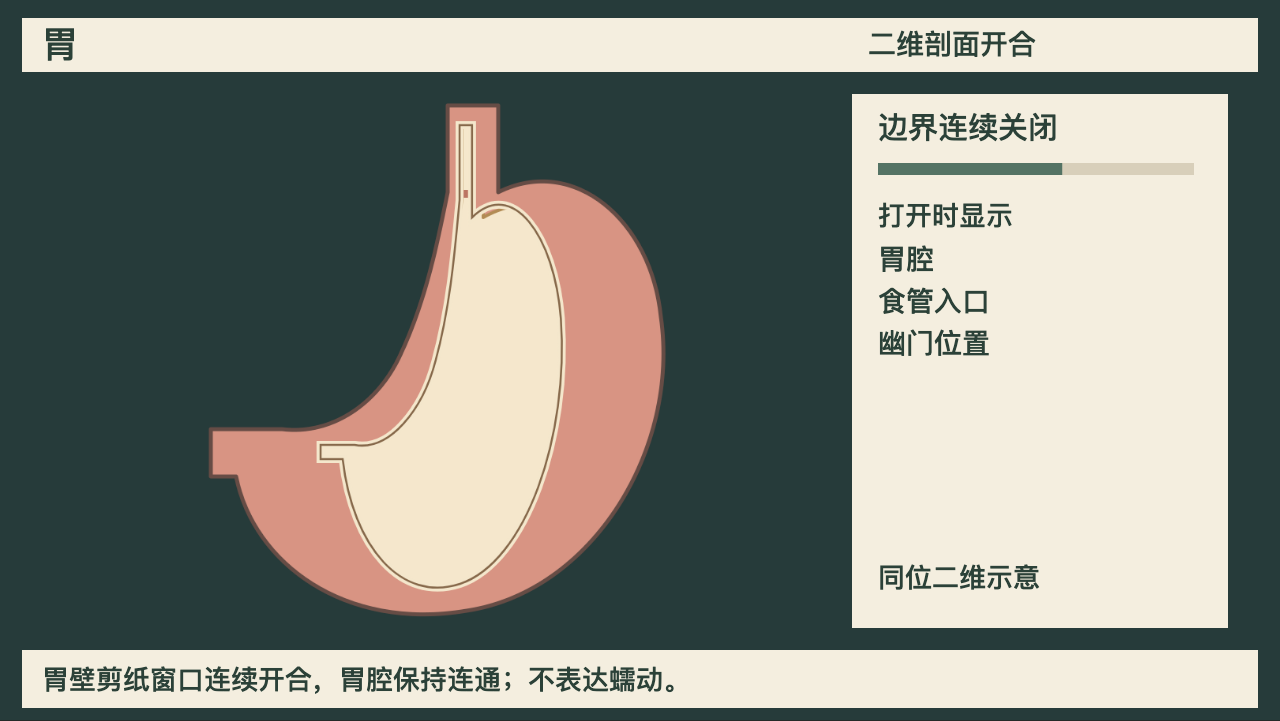 胃
二维剖面开合
边界连续关闭
打开时显示
胃腔
食管入口
幽门位置
同位二维示意
胃壁剪纸窗口连续开合，胃腔保持连通；不表达蠕动。